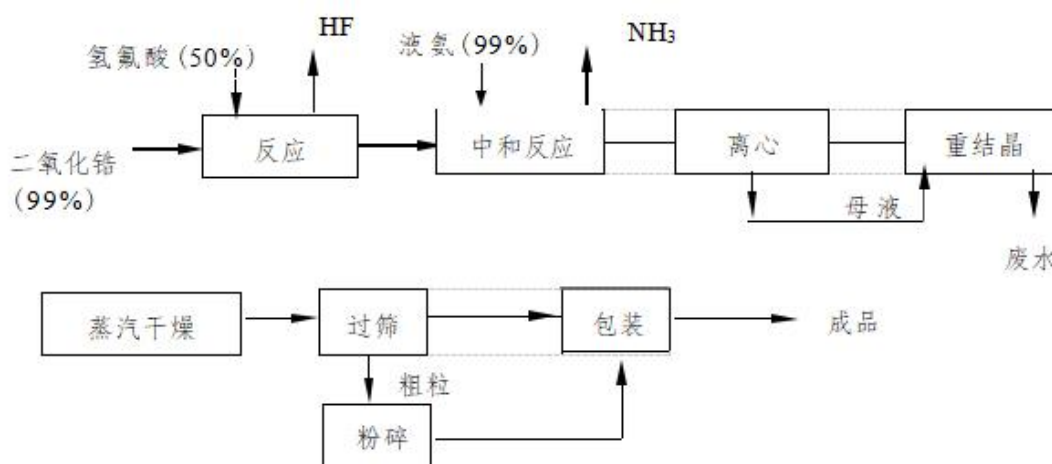 HF
NH₃
氢氟酸(50%)
液氨(99%)
反应
中和反应
离心
重结晶
二氧化锆
(99%)
母液
废水
蒸汽干燥
过筛
包装
成品
粗粒
粉碎